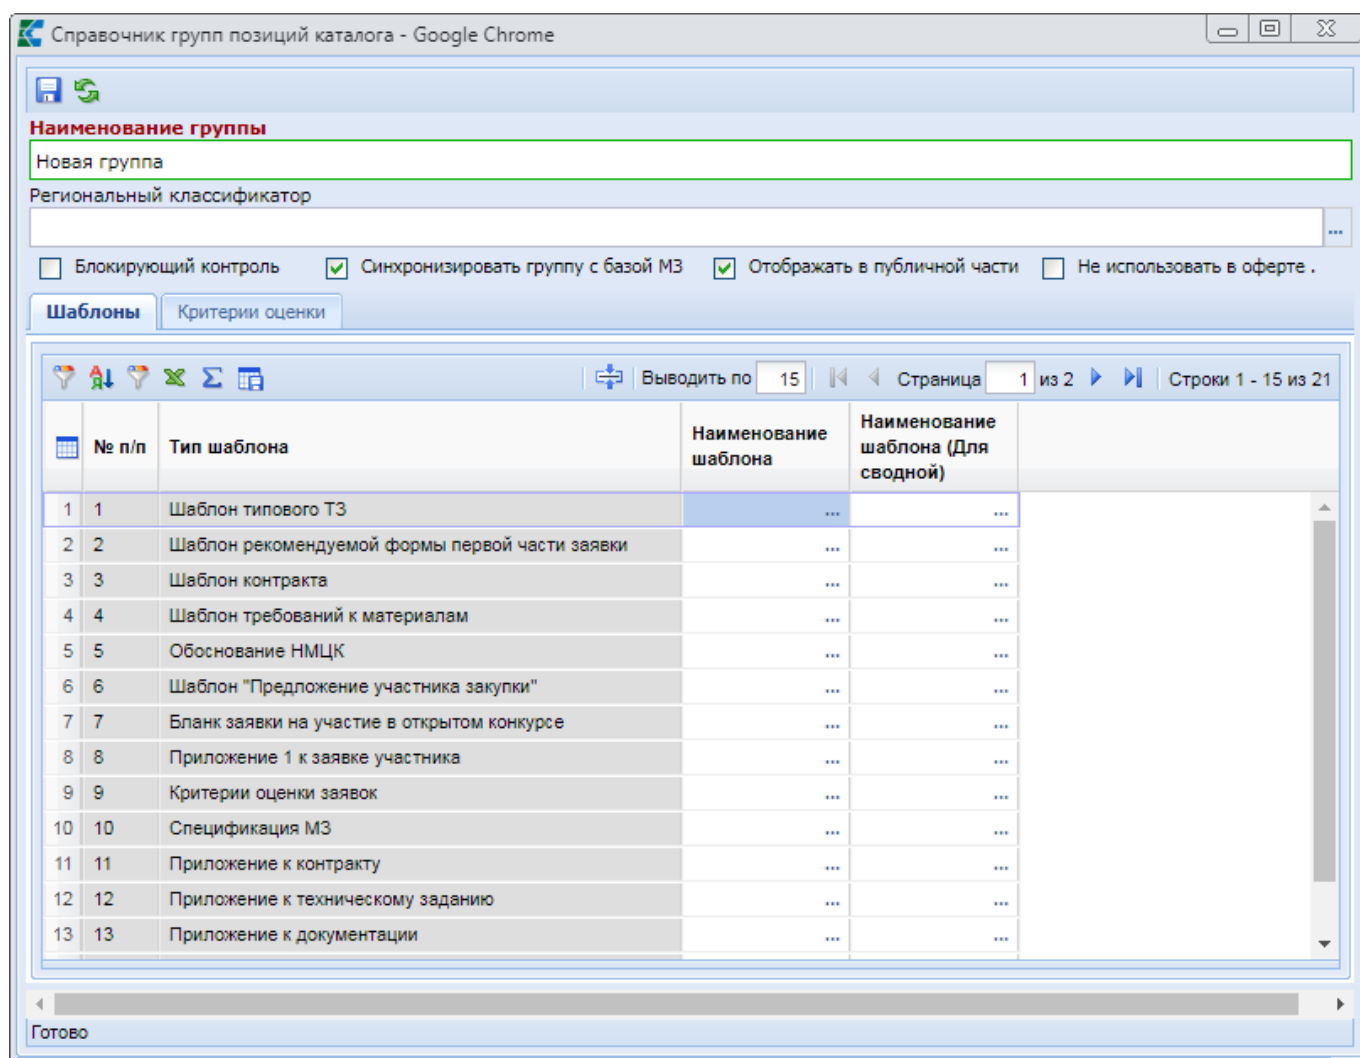 Справочник групп позиций каталога - Google Chrome
Наименование группы
Новая группа
Региональный классификатор
...
Блокирующий контроль Синхронизировать группу с базой МЗ Отображать в публичной части Не использовать в оферте .
Шаблоны Критерии оценки
Выводить по 15 Страница 1 из 2 Строки 1 - 15 из 21
№ п/п Тип шаблона Наименование шаблона Наименование шаблона (Для сводной)
1 1 Шаблон типового ТЗ ... ...
2 2 Шаблон рекомендуемой формы первой части заявки ... ...
3 3 Шаблон контракта ... ...
4 4 Шаблон требований к материалам ... ...
5 5 Обоснование НМЦК ... ...
6 6 Шаблон "Предложение участника закупки" ... ...
7 7 Бланк заявки на участие в открытом конкурсе ... ...
8 8 Приложение 1 к заявке участника ... ...
9 9 Критерии оценки заявок ... ...
10 10 Спецификация МЗ ... ...
11 11 Приложение к контракту ... ...
12 12 Приложение к техническому заданию ... ...
13 13 Приложение к документации ... ...
Готово